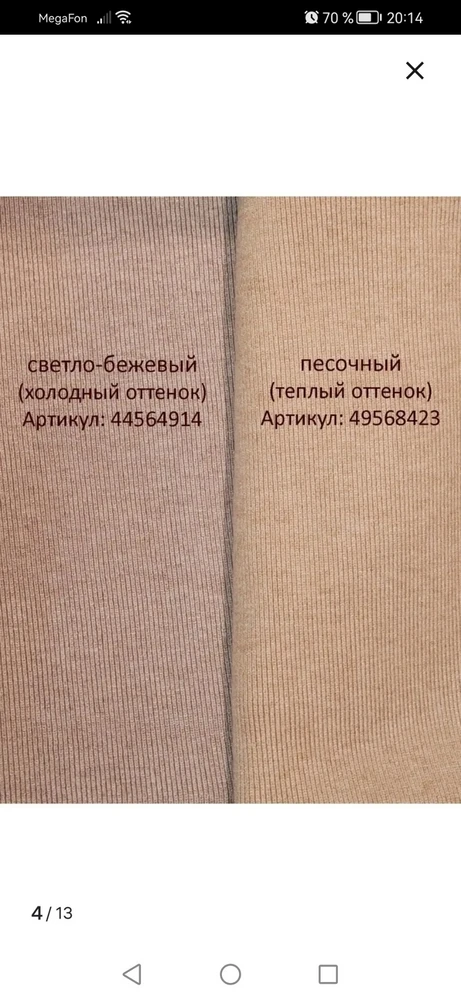 MegaFon 70 % 20:14
светло-бежевый
(холодный оттенок)
Артикул: 44564914
песочный
(теплый оттенок)
Артикул: 49568423
4 / 13